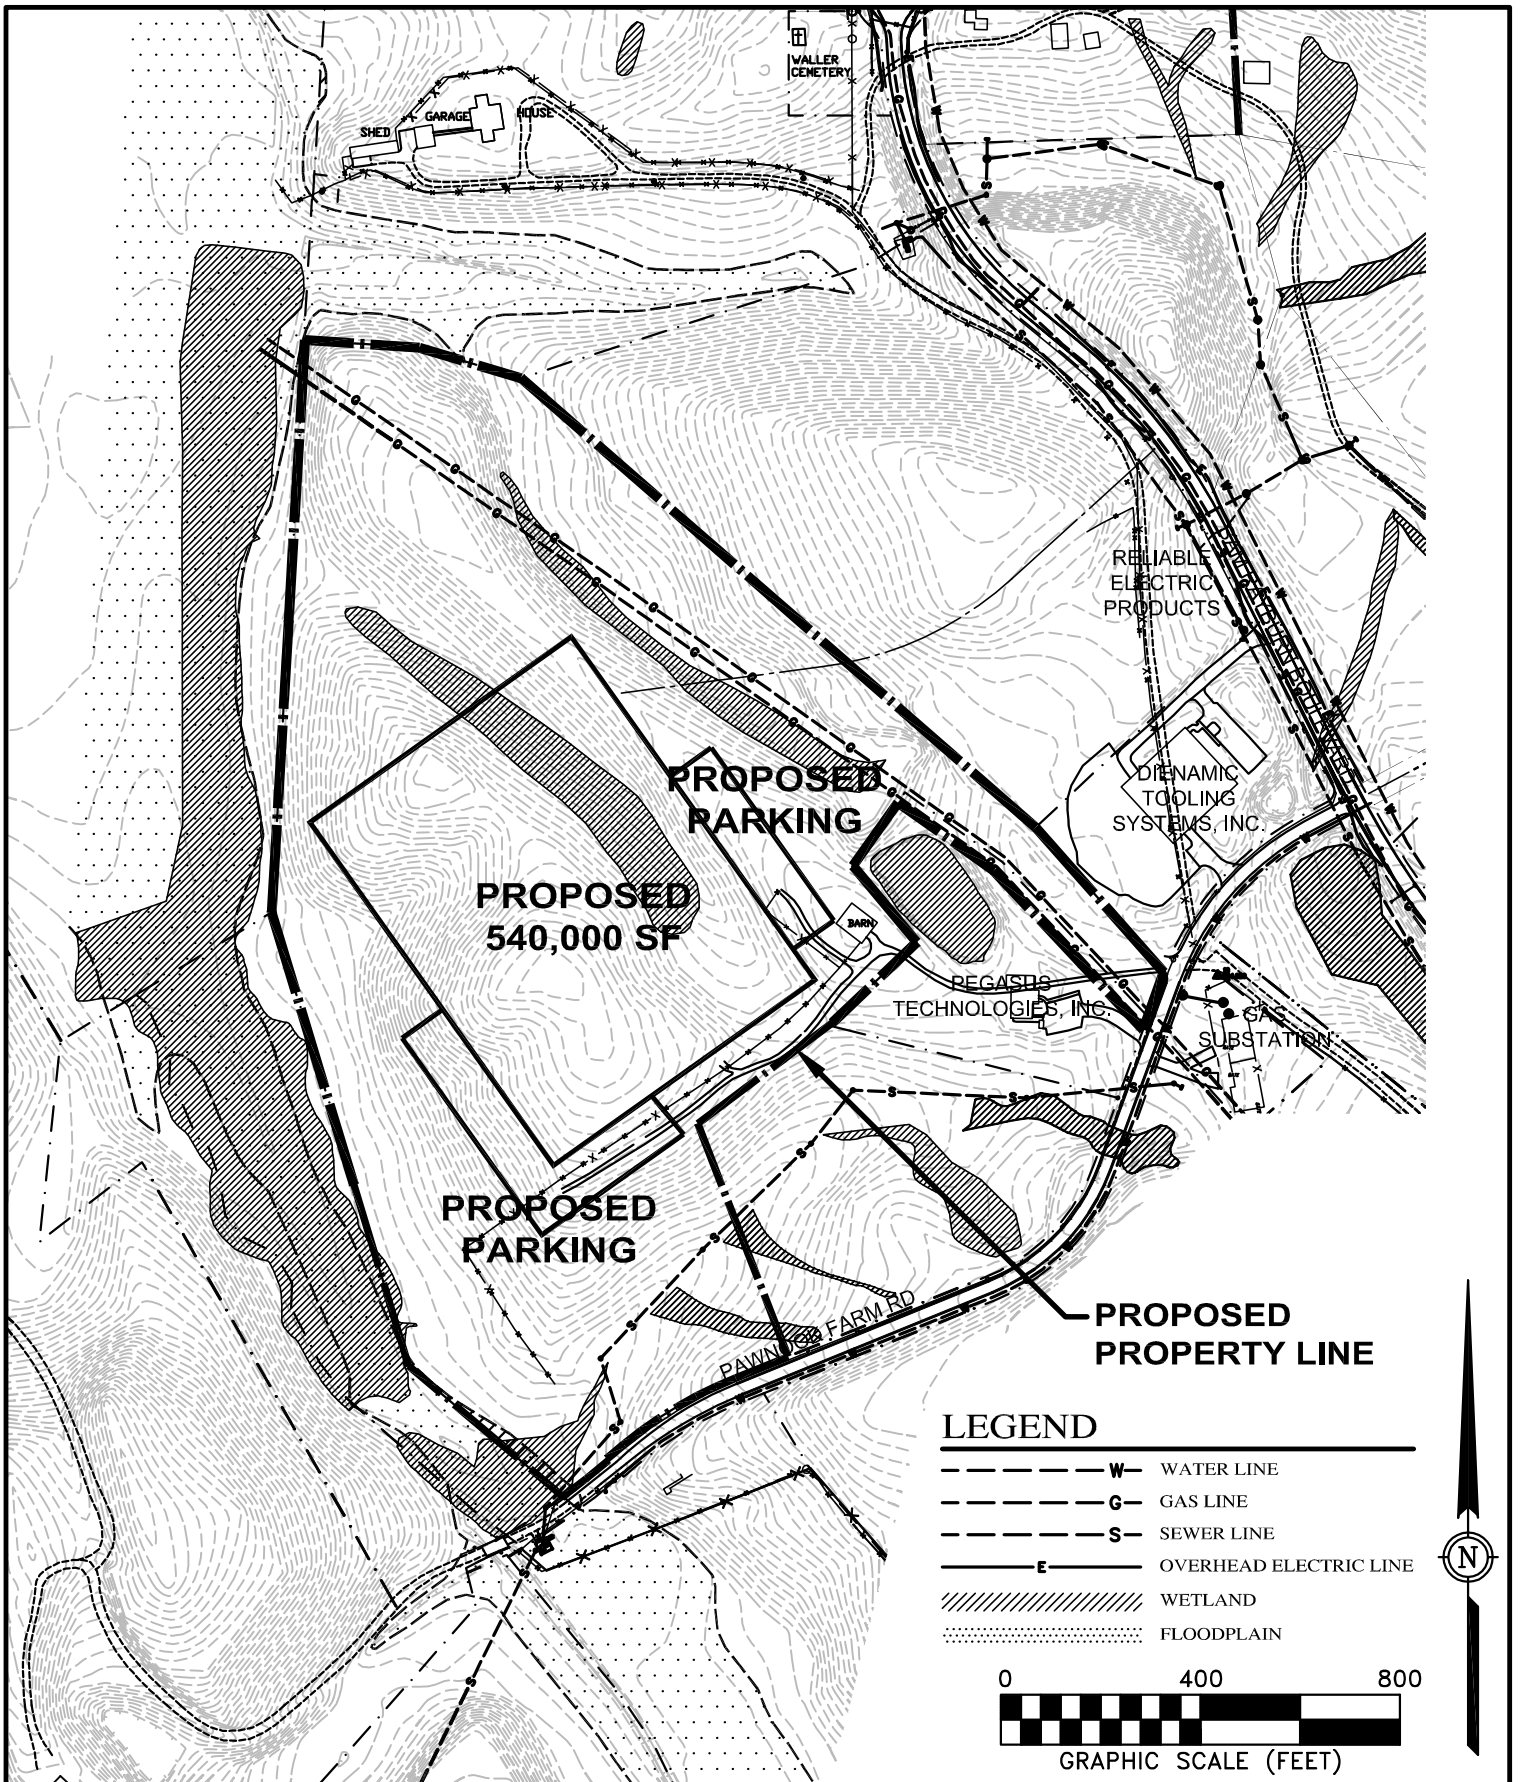 WALLER
CEMETERY
HOUSE
GARAGE
SHED
RELIABLE
ELECTRIC
PRODUCTS
DIENAMIC
TOOLING
SYSTEMS, INC.
PROPOSED
PARKING
PROPOSED
540,000 SF
BARN
PEGASUS
TECHNOLOGIES, INC.
GAS
SUBSTATION
PROPOSED
PARKING
FARM RD
PROPOSED
PROPERTY LINE
LEGEND
W WATER LINE
G GAS LINE
S SEWER LINE
E OVERHEAD ELECTRIC LINE
WETLAND
FLOODPLAIN
N
0 400 800
GRAPHIC SCALE (FEET)